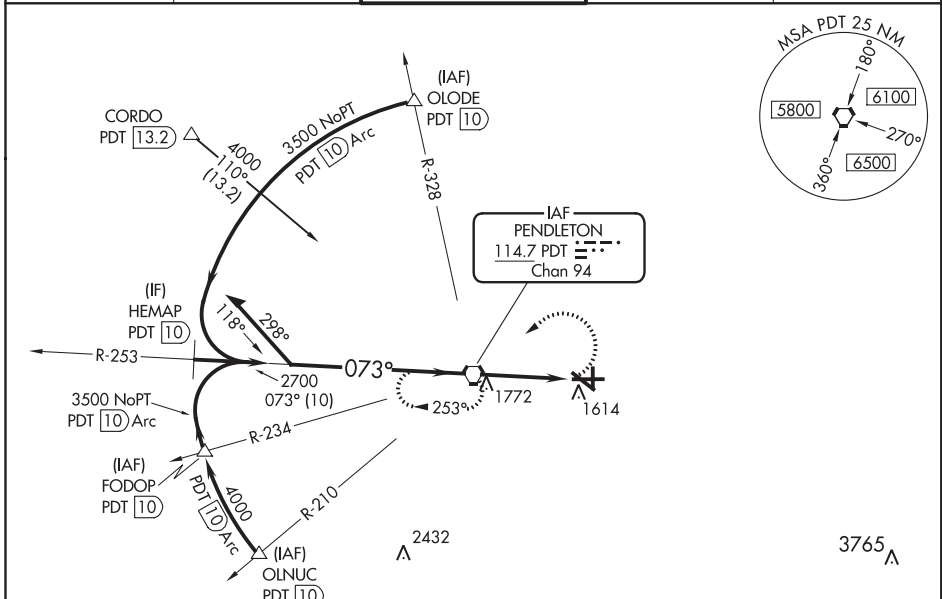 MSA PDT 25 NM
180°
5800
6100
270°
6500
360°
(IAF)
OLODE
PDT 10
CORDO
PDT 13.2
4000
110°
(13.2)
3500 NoPT
PDT 10 Arc
R-328
IAF
PENDLETON
114.7 PDT
Chan 94
(IF)
HEMAP
PDT 10
118°
298°
R-253
073°
2700
073° (10)
253°
1772
1614
3500 NoPT
PDT 10 Arc
R-234
(IAF)
FODOP
PDT 10
4000
PDT 10 Arc
R-210
2432
3765
(IAF)
OLNUC
PDT 10